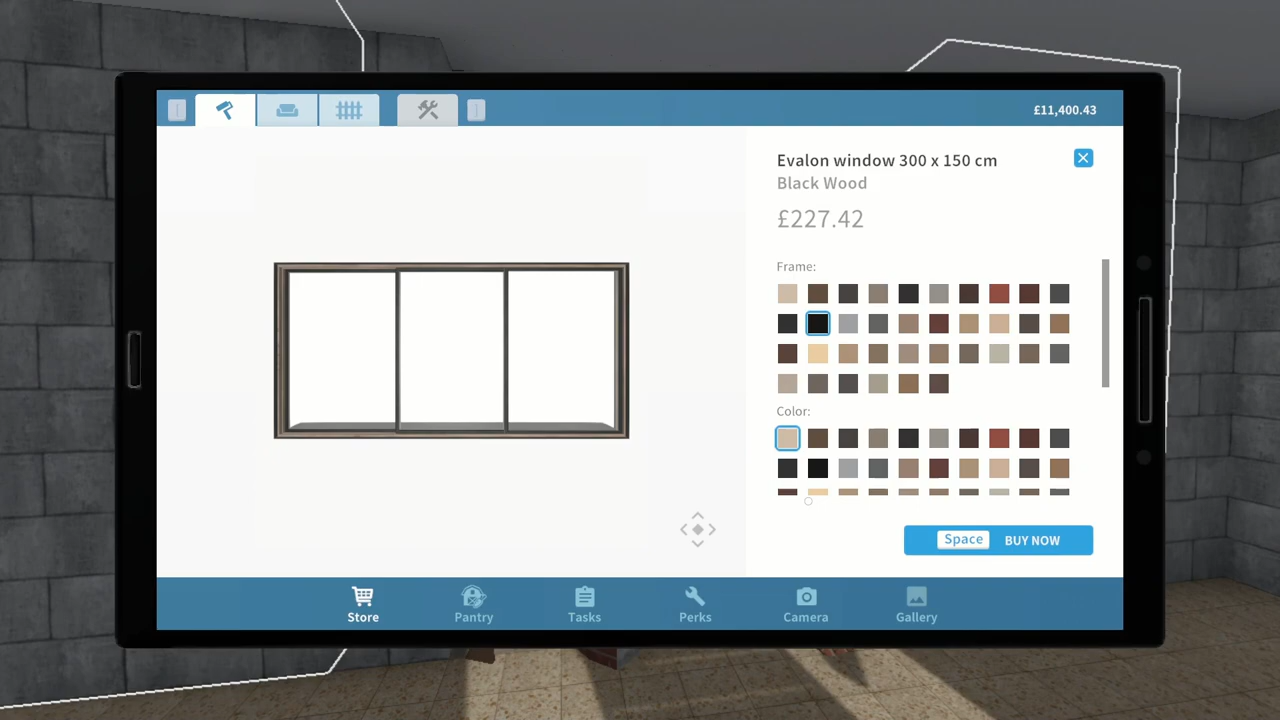 £11,400.43
Evalon window 300 x 150 cm
Black Wood
£227.42
Frame:
Color:
Space BUY NOW
Store
Pantry
Tasks
Perks
Camera
Gallery